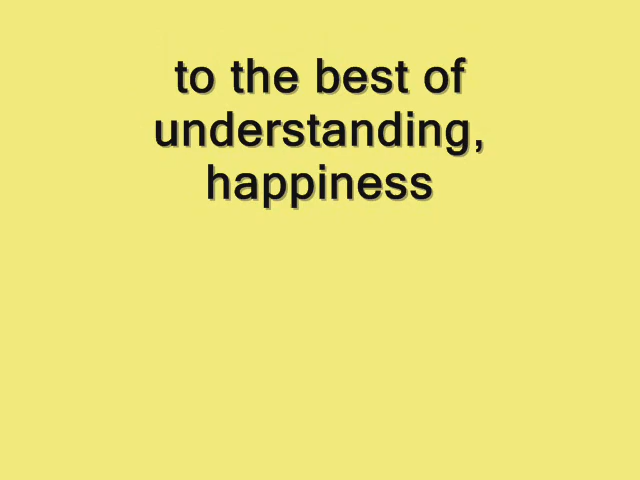 to the best of
understanding,
happiness